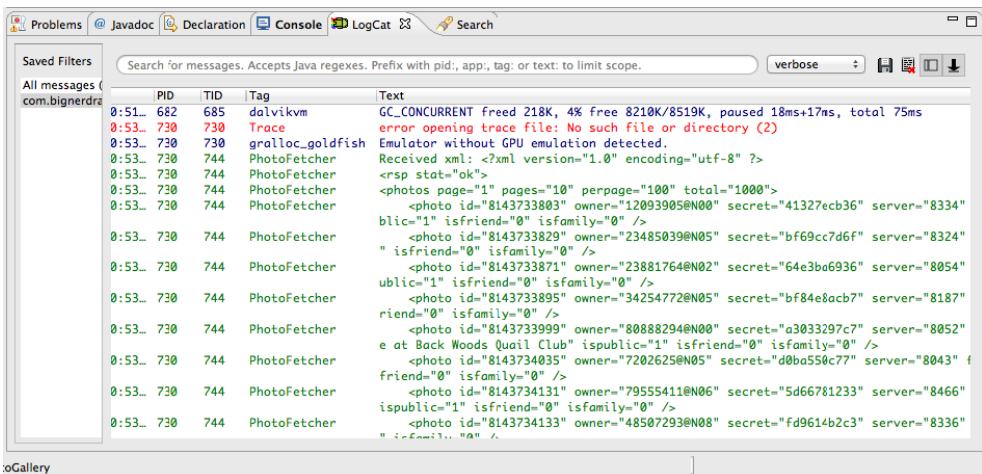 Problems @ Javadoc Declaration Console LogCat Search
Saved Filters
Search for messages. Accepts Java regexes. Prefix with pid:, app:, tag: or text: to limit scope.
verbose
All messages (
com.bignerdra
PID TID Tag Text
0:51… 682 685 dalvikvm GC_CONCURRENT freed 218K, 4% free 8210K/8519K, paused 18ms+17ms, total 75ms
0:53… 730 730 Trace error opening trace file: No such file or directory (2)
0:53… 730 730 gralloc_goldfish Emulator without GPU emulation detected.
0:53… 730 744 PhotoFetcher Received xml: <?xml version="1.0" encoding="utf-8" ?>
0:53… 730 744 PhotoFetcher <rsp stat="ok">
0:53… 730 744 PhotoFetcher <photos page="1" pages="10" perpage="100" total="1000">
0:53… 730 744 PhotoFetcher <photo id="8143733803" owner="12093905@N00" secret="41327ecb36" server="8334"
blic="1" isfriend="0" isfamily="0" />
0:53… 730 744 PhotoFetcher <photo id="8143733829" owner="23485039@N05" secret="bf69cc7d6f" server="8324"
" isfriend="0" isfamily="0" />
0:53… 730 744 PhotoFetcher <photo id="8143733871" owner="23881764@N02" secret="64e3ba6936" server="8054"
ublic="1" isfriend="0" isfamily="0" />
0:53… 730 744 PhotoFetcher <photo id="8143733895" owner="34254772@N05" secret="bf84e8acb7" server="8187"
riend="0" isfamily="0" />
0:53… 730 744 PhotoFetcher <photo id="8143733999" owner="80888294@N00" secret="a3033297c7" server="8052"
e at Back Woods Quail Club" ispublic="1" isfriend="0" isfamily="0" />
0:53… 730 744 PhotoFetcher <photo id="8143734035" owner="7202625@N05" secret="d0ba550c77" server="8043" f
friend="0" isfamily="0" />
0:53… 730 744 PhotoFetcher <photo id="8143734131" owner="79555411@N06" secret="5d66781233" server="8466"
ispublic="1" isfriend="0" isfamily="0" />
0:53… 730 744 PhotoFetcher <photo id="8143734133" owner="48507293@N08" secret="fd9614b2c3" server="8336"
" isfamily="0" /
oGallery